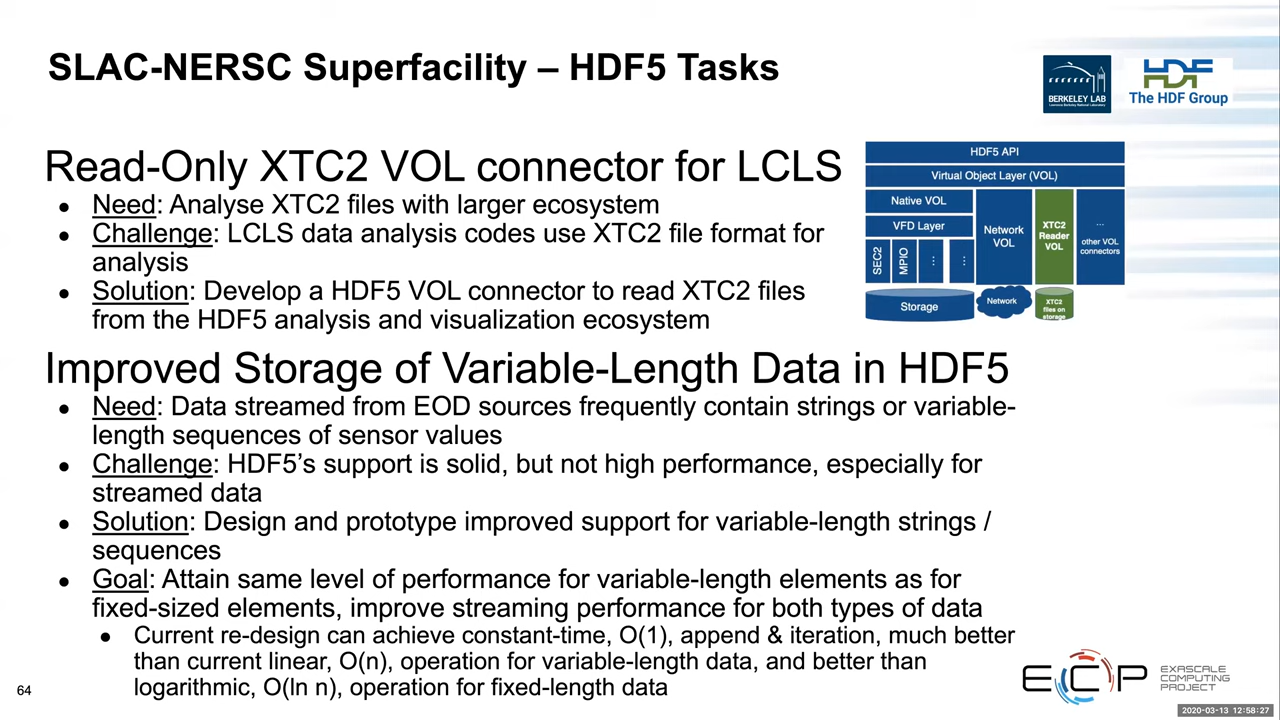 SLAC-NERSC Superfacility – HDF5 Tasks
BERKELEY LAB
Lawrence Berkeley National Laboratory
The HDF Group
Read-Only XTC2 VOL connector for LCLS
● Need: Analyse XTC2 files with larger ecosystem
● Challenge: LCLS data analysis codes use XTC2 file format for
analysis
● Solution: Develop a HDF5 VOL connector to read XTC2 files
from the HDF5 analysis and visualization ecosystem
HDF5 API
Virtual Object Layer (VOL)
Native VOL
VFD Layer
SEC2
MPIO
...
...
Network
VOL
XTC2
Reader
VOL
...
other VOL
connectors
Storage
Network
XTC2
files on
storage
Improved Storage of Variable-Length Data in HDF5
● Need: Data streamed from EOD sources frequently contain strings or variable-
length sequences of sensor values
● Challenge: HDF5’s support is solid, but not high performance, especially for
streamed data
● Solution: Design and prototype improved support for variable-length strings /
sequences
● Goal: Attain same level of performance for variable-length elements as for
fixed-sized elements, improve streaming performance for both types of data
● Current re-design can achieve constant-time, O(1), append & iteration, much better
than current linear, O(n), operation for variable-length data, and better than
logarithmic, O(ln n), operation for fixed-length data
64
ECP
EXASCALE
COMPUTING
PROJECT
2020-03-13 12:58:27